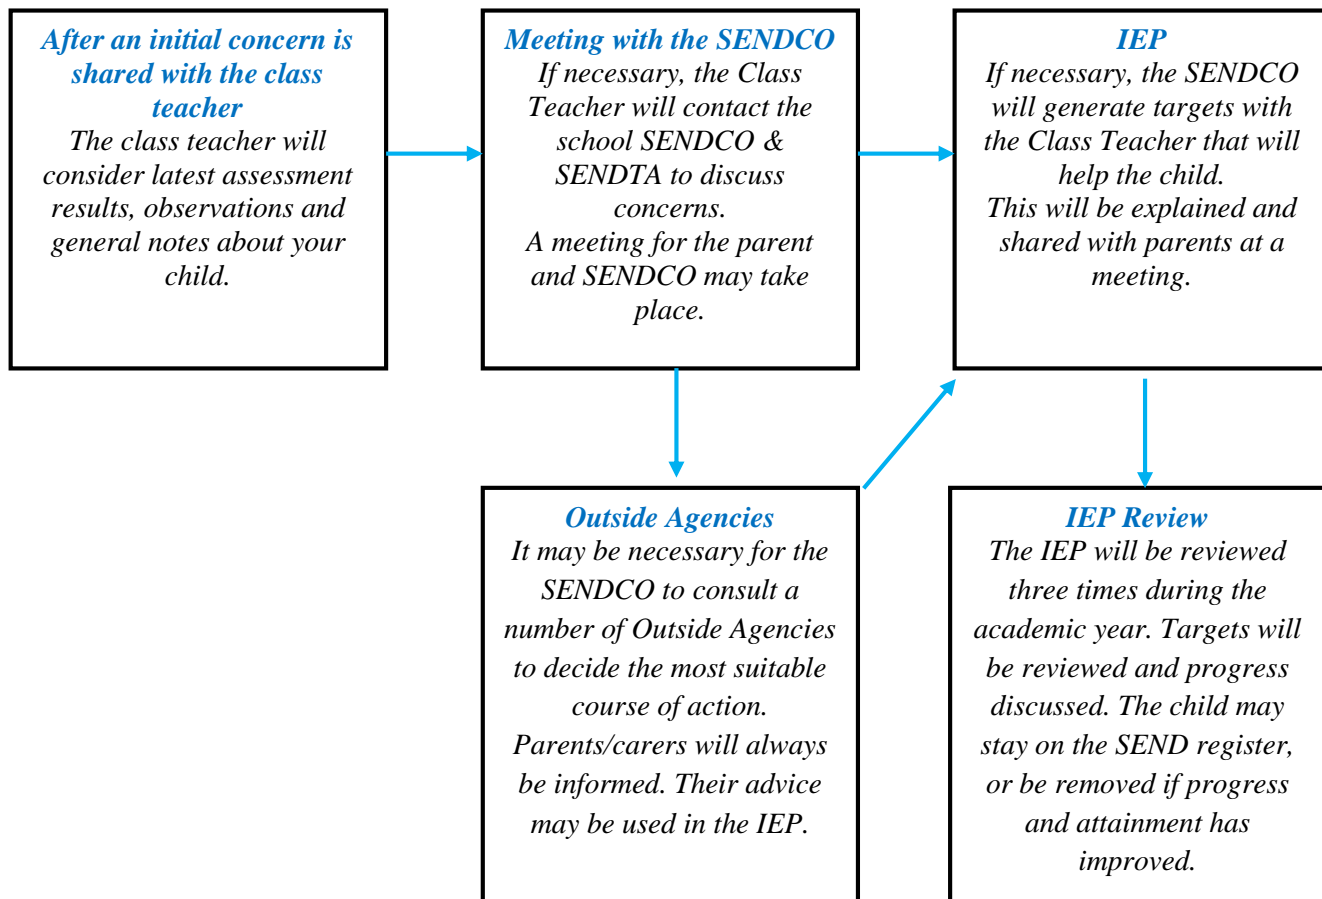 After an initial concern is
shared with the class
teacher
The class teacher will
consider latest assessment
results, observations and
general notes about your
child.
Meeting with the SENDCO
If necessary, the Class
Teacher will contact the
school SENDCO &
SENDTA to discuss
concerns.
A meeting for the parent
and SENDCO may take
place.
IEP
If necessary, the SENDCO
will generate targets with
the Class Teacher that will
help the child.
This will be explained and
shared with parents at a
meeting.
Outside Agencies
It may be necessary for the
SENDCO to consult a
number of Outside Agencies
to decide the most suitable
course of action.
Parents/carers will always
be informed. Their advice
may be used in the IEP.
IEP Review
The IEP will be reviewed
three times during the
academic year. Targets will
be reviewed and progress
discussed. The child may
stay on the SEND register,
or be removed if progress
and attainment has
improved.